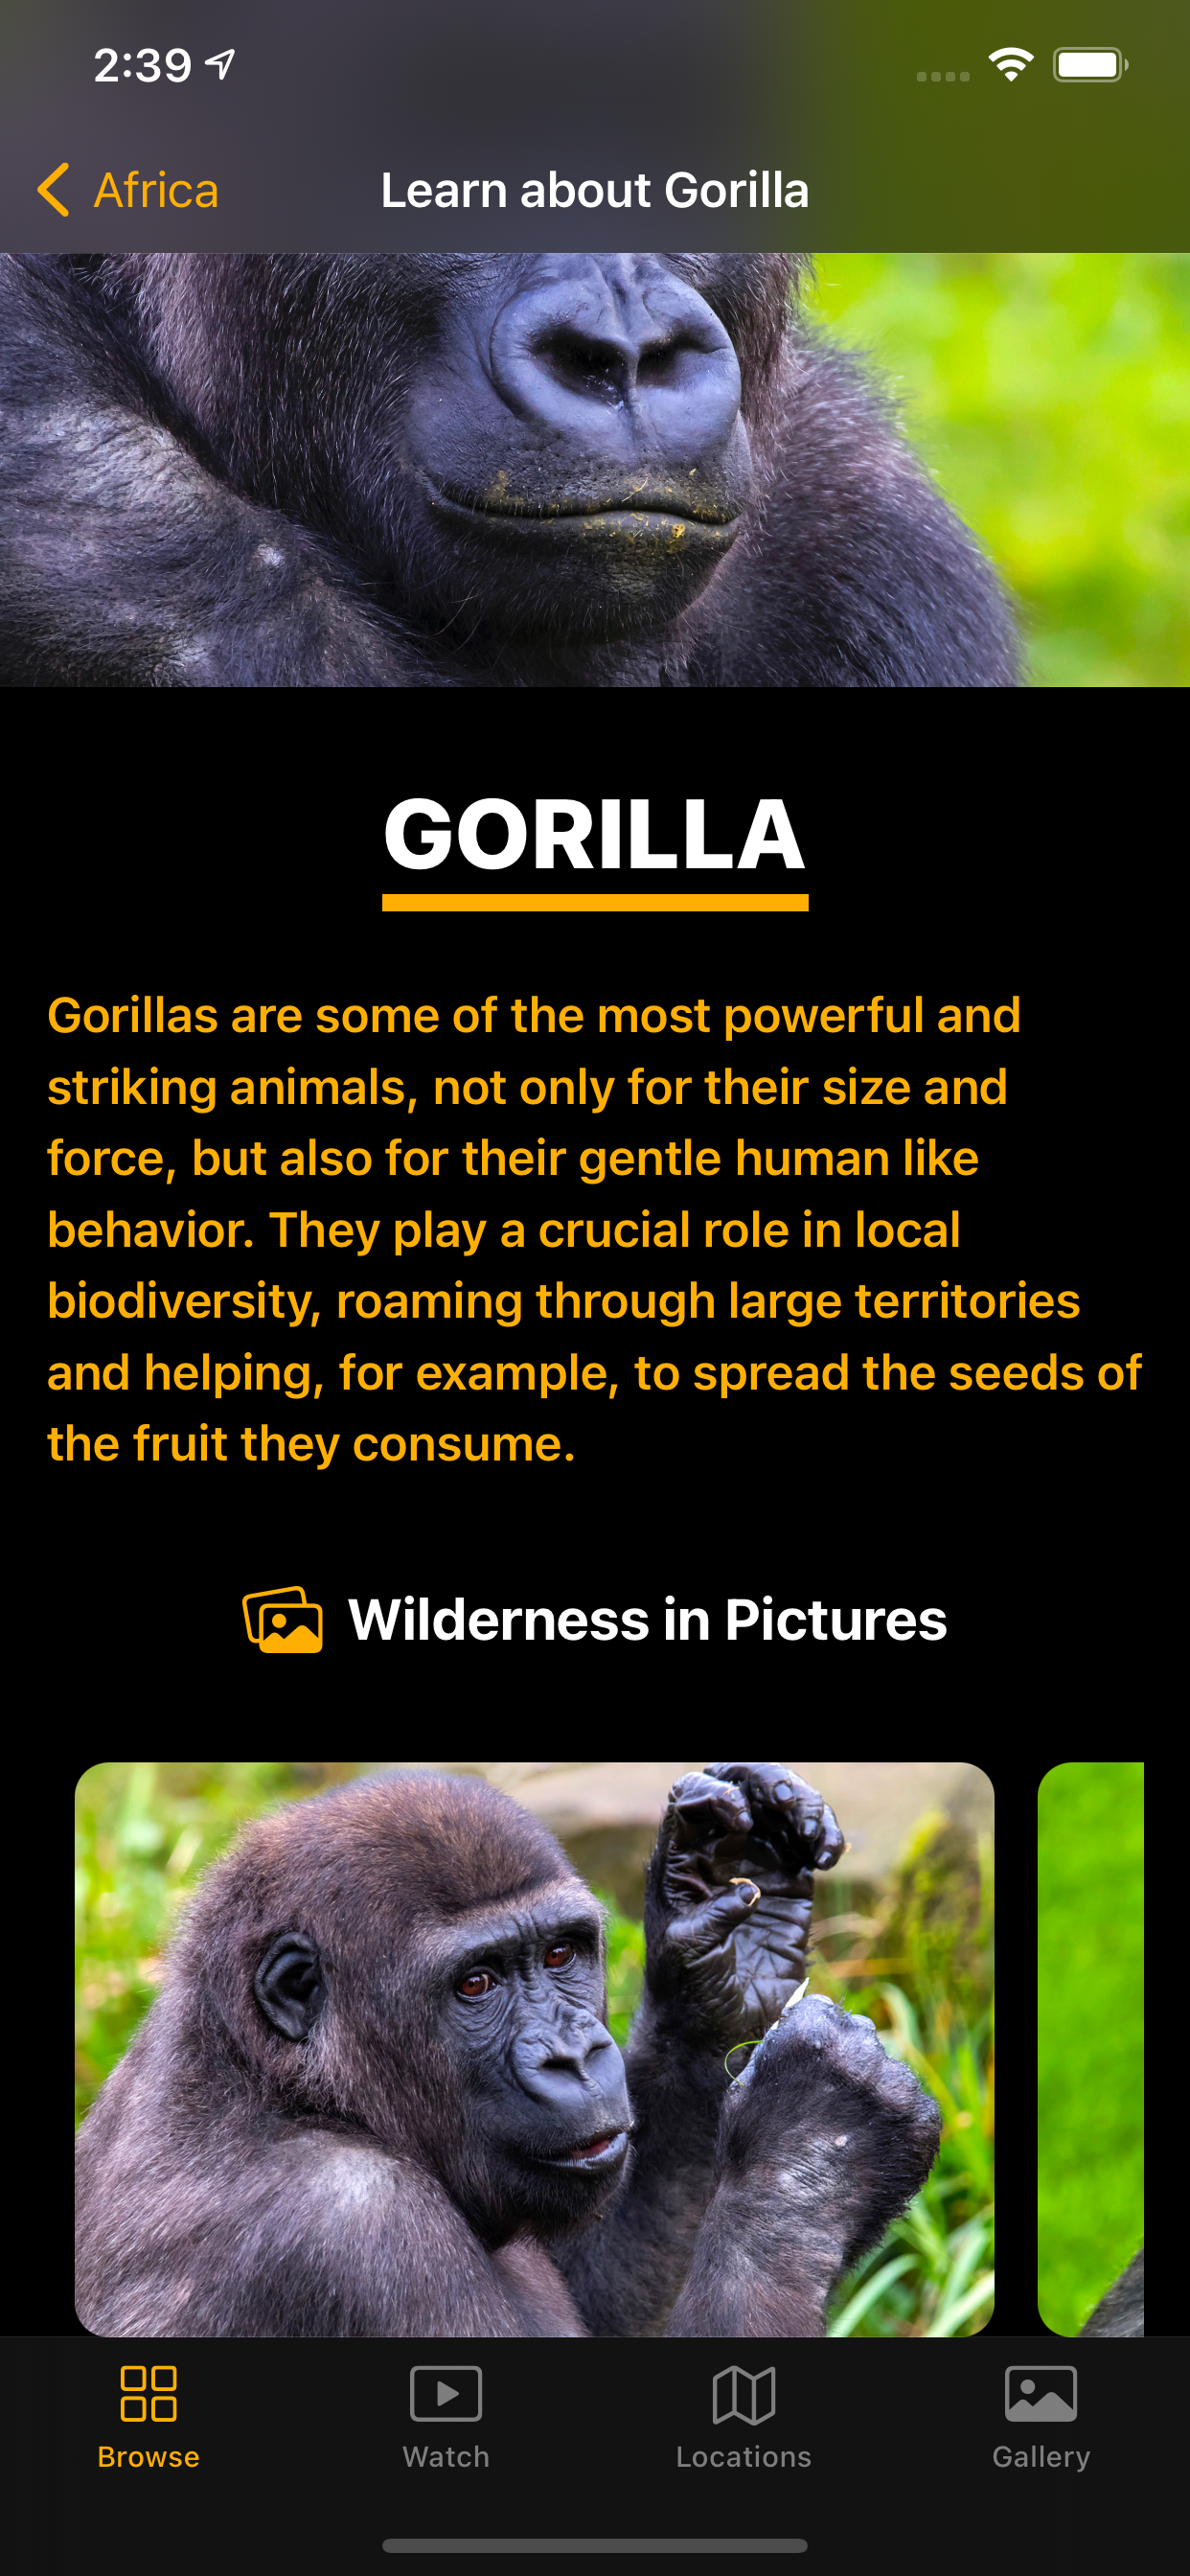 2:39
Africa
Learn about Gorilla
GORILLA
Gorillas are some of the most powerful and
striking animals, not only for their size and
force, but also for their gentle human like
behavior. They play a crucial role in local
biodiversity, roaming through large territories
and helping, for example, to spread the seeds of
the fruit they consume.
Wilderness in Pictures
Browse
Watch
Locations
Gallery